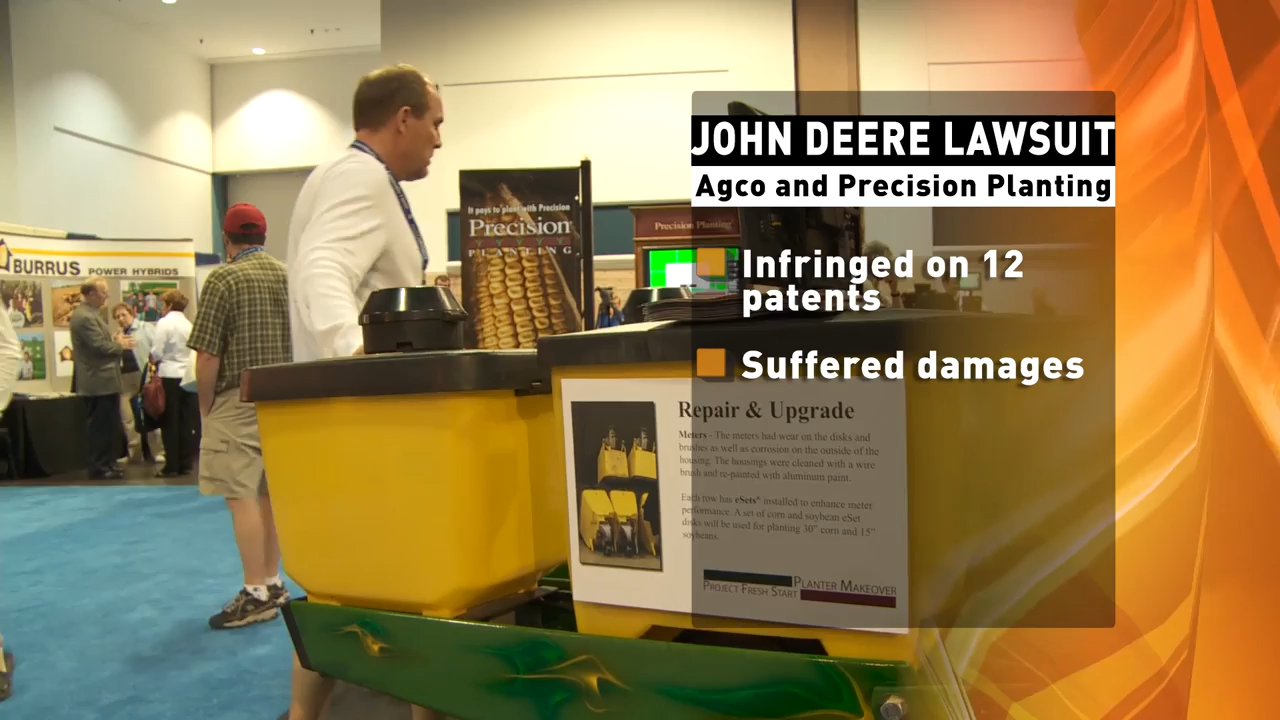 JOHN DEERE LAWSUIT
Agco and Precision Planting
Infringed on 12
patents
Suffered damages
It pays to plant with Precision
Precision
PLANTING
Precision Planting
BURRUS POWER HYBRIDS
Repair & Upgrade
Meters - The meters had wear on the disks and
brushes as well as corrosion on the outside of the
housing. The housings were cleaned with a wire
brush and re-painted with aluminum paint.
Each row has eSets® installed to enhance meter
performance. A set of corn and soybean eSet
disks will be used for planting 30" corn and 15"
soybeans.
PROJECT FRESH START
PLANTER MAKEOVER